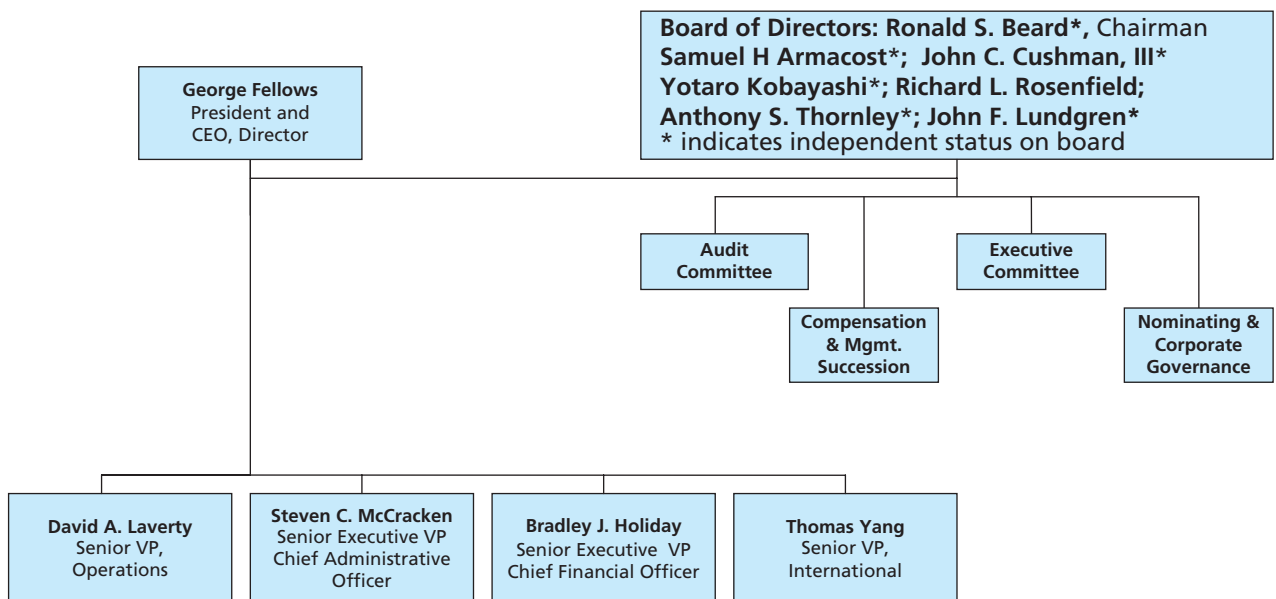 George Fellows
President and
CEO, Director
Board of Directors: Ronald S. Beard*, Chairman
Samuel H Armacost*; John C. Cushman, III*
Yotaro Kobayashi*; Richard L. Rosenfield;
Anthony S. Thornley*; John F. Lundgren*
* indicates independent status on board
Audit
Committee
Executive
Committee
Compensation
& Mgmt.
Succession
Nominating &
Corporate
Governance
David A. Laverty
Senior VP,
Operations
Steven C. McCracken
Senior Executive VP
Chief Administrative
Officer
Bradley J. Holiday
Senior Executive VP
Chief Financial Officer
Thomas Yang
Senior VP,
International